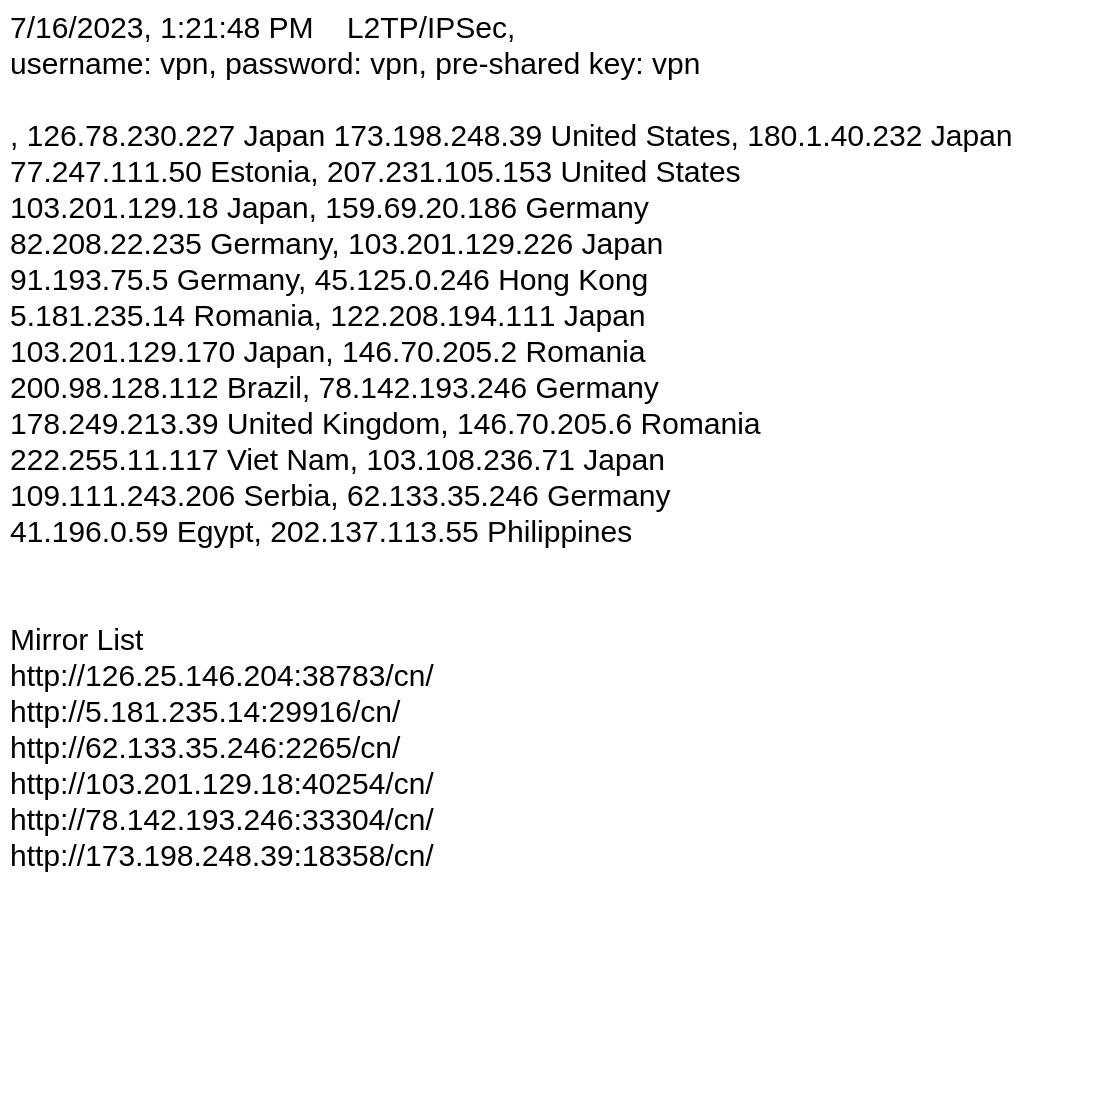 7/16/2023, 1:21:48 PM    L2TP/IPSec,
username: vpn, password: vpn, pre-shared key: vpn
, 126.78.230.227 Japan 173.198.248.39 United States, 180.1.40.232 Japan
77.247.111.50 Estonia, 207.231.105.153 United States
103.201.129.18 Japan, 159.69.20.186 Germany
82.208.22.235 Germany, 103.201.129.226 Japan
91.193.75.5 Germany, 45.125.0.246 Hong Kong
5.181.235.14 Romania, 122.208.194.111 Japan
103.201.129.170 Japan, 146.70.205.2 Romania
200.98.128.112 Brazil, 78.142.193.246 Germany
178.249.213.39 United Kingdom, 146.70.205.6 Romania
222.255.11.117 Viet Nam, 103.108.236.71 Japan
109.111.243.206 Serbia, 62.133.35.246 Germany
41.196.0.59 Egypt, 202.137.113.55 Philippines
Mirror List
http://126.25.146.204:38783/cn/
http://5.181.235.14:29916/cn/
http://62.133.35.246:2265/cn/
http://103.201.129.18:40254/cn/
http://78.142.193.246:33304/cn/
http://173.198.248.39:18358/cn/